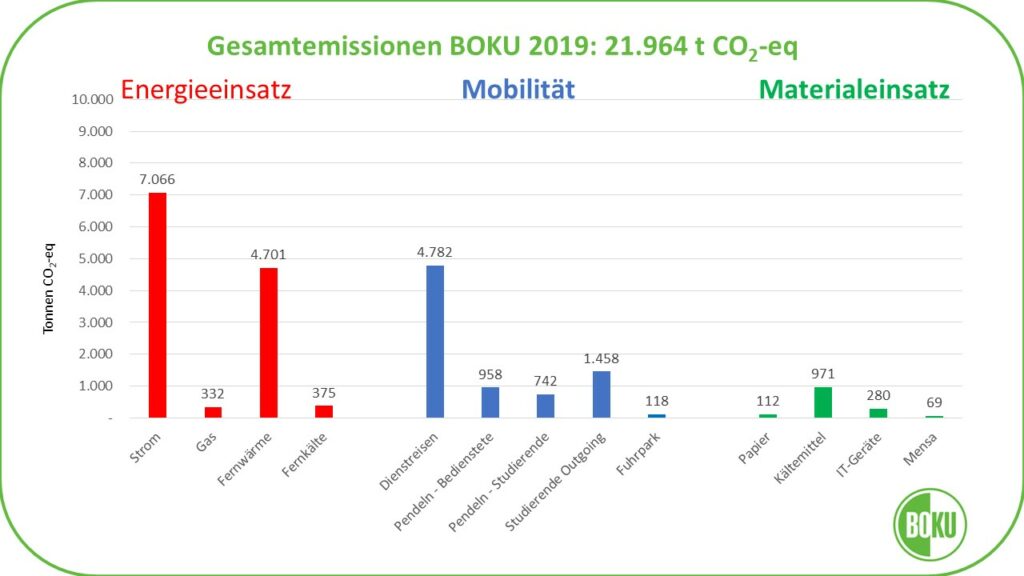 Gesamtemissionen BOKU 2019: 21.964 t CO₂-eq
Energieeinsatz
Mobilität
Materialeinsatz
Tonnen CO₂-eq
10.000
9.000
8.000
7.000
6.000
5.000
4.000
3.000
2.000
1.000
-
7.066
332
4.701
375
4.782
958
742
1.458
118
112
971
280
69
Strom
Gas
Fernwärme
Fernkälte
Dienstreisen
Pendeln - Bedienstete
Pendeln - Studierende
Studierende Outgoing
Fuhrpark
Papier
Kältemittel
IT-Geräte
Mensa
BOKU